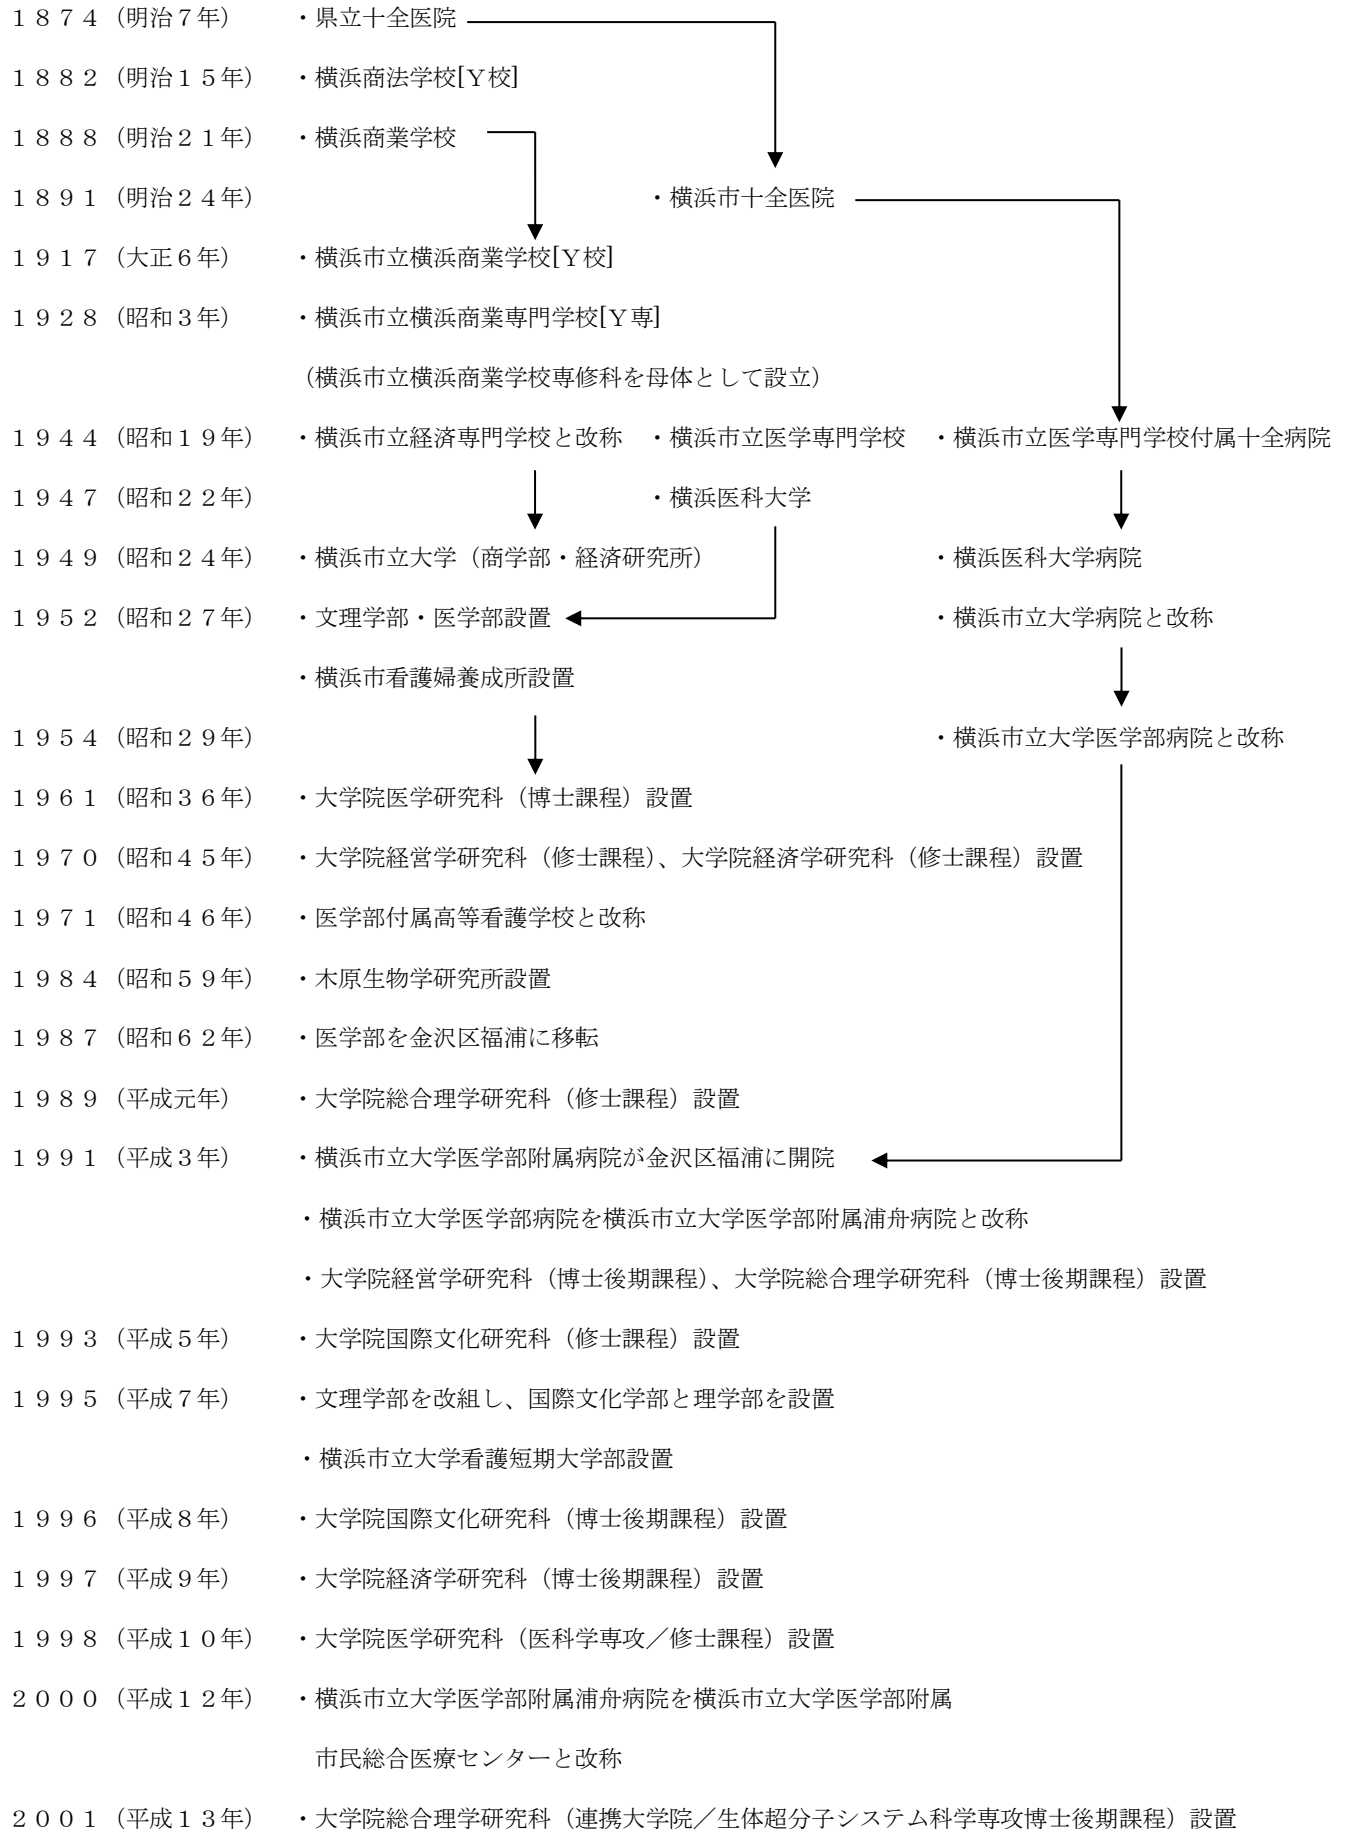 １８７４（明治７年）　・県立十全医院
１８８２（明治１５年）　・横浜商法学校[Ｙ校]
１８８８（明治２１年）　・横浜商業学校
１８９１（明治２４年）　・横浜市十全医院
１９１７（大正６年）　・横浜市立横浜商業学校[Ｙ校]
１９２８（昭和３年）　・横浜市立横浜商業専門学校[Ｙ専]
（横浜市立横浜商業学校専修科を母体として設立）
１９４４（昭和１９年）　・横浜市立経済専門学校と改称　・横浜市立医学専門学校　・横浜市立医学専門学校付属十全病院
１９４７（昭和２２年）　・横浜医科大学
１９４９（昭和２４年）　・横浜市立大学（商学部・経済研究所）　・横浜医科大学病院
１９５２（昭和２７年）　・文理学部・医学部設置　・横浜市立大学病院と改称
・横浜市看護婦養成所設置
１９５４（昭和２９年）　・横浜市立大学医学部病院と改称
１９６１（昭和３６年）　・大学院医学研究科（博士課程）設置
１９７０（昭和４５年）　・大学院経営学研究科（修士課程）、大学院経済学研究科（修士課程）設置
１９７１（昭和４６年）　・医学部付属高等看護学校と改称
１９８４（昭和５９年）　・木原生物学研究所設置
１９８７（昭和６２年）　・医学部を金沢区福浦に移転
１９８９（平成元年）　・大学院総合理学研究科（修士課程）設置
１９９１（平成３年）　・横浜市立大学医学部附属病院が金沢区福浦に開院
・横浜市立大学医学部病院を横浜市立大学医学部附属浦舟病院と改称
・大学院経営学研究科（博士後期課程）、大学院総合理学研究科（博士後期課程）設置
１９９３（平成５年）　・大学院国際文化研究科（修士課程）設置
１９９５（平成７年）　・文理学部を改組し、国際文化学部と理学部を設置
・横浜市立大学看護短期大学部設置
１９９６（平成８年）　・大学院国際文化研究科（博士後期課程）設置
１９９７（平成９年）　・大学院経済学研究科（博士後期課程）設置
１９９８（平成１０年）　・大学院医学研究科（医科学専攻／修士課程）設置
２０００（平成１２年）　・横浜市立大学医学部附属浦舟病院を横浜市立大学医学部附属
市民総合医療センターと改称
２００１（平成１３年）　・大学院総合理学研究科（連携大学院／生体超分子システム科学専攻博士後期課程）設置